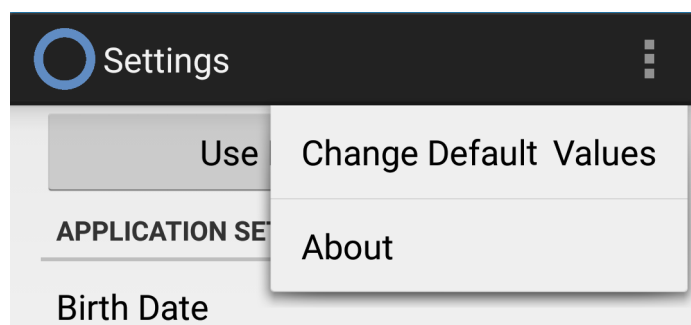 Settings
Use
Change Default Values
APPLICATION SE
About
Birth Date